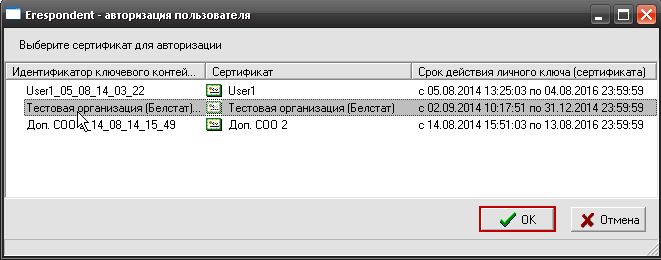 Erespondent - авторизация пользователя
Выберите сертификат для авторизации
Идентификатор ключевого контей... Сертификат Срок действия личного ключа (сертификата)
User1_05_08_14_03_22 User1 с 05.08.2014 13:25:03 по 04.08.2016 23:59:59
Тестовая организация (Белстат)... Тестовая организация (Белстат) с 02.09.2014 10:17:51 по 31.12.2014 23:59:59
Доп. СОО _14_08_14_15_49 Доп. СОО 2 с 14.08.2014 15:51:03 по 13.08.2016 23:59:59
OK Отмена